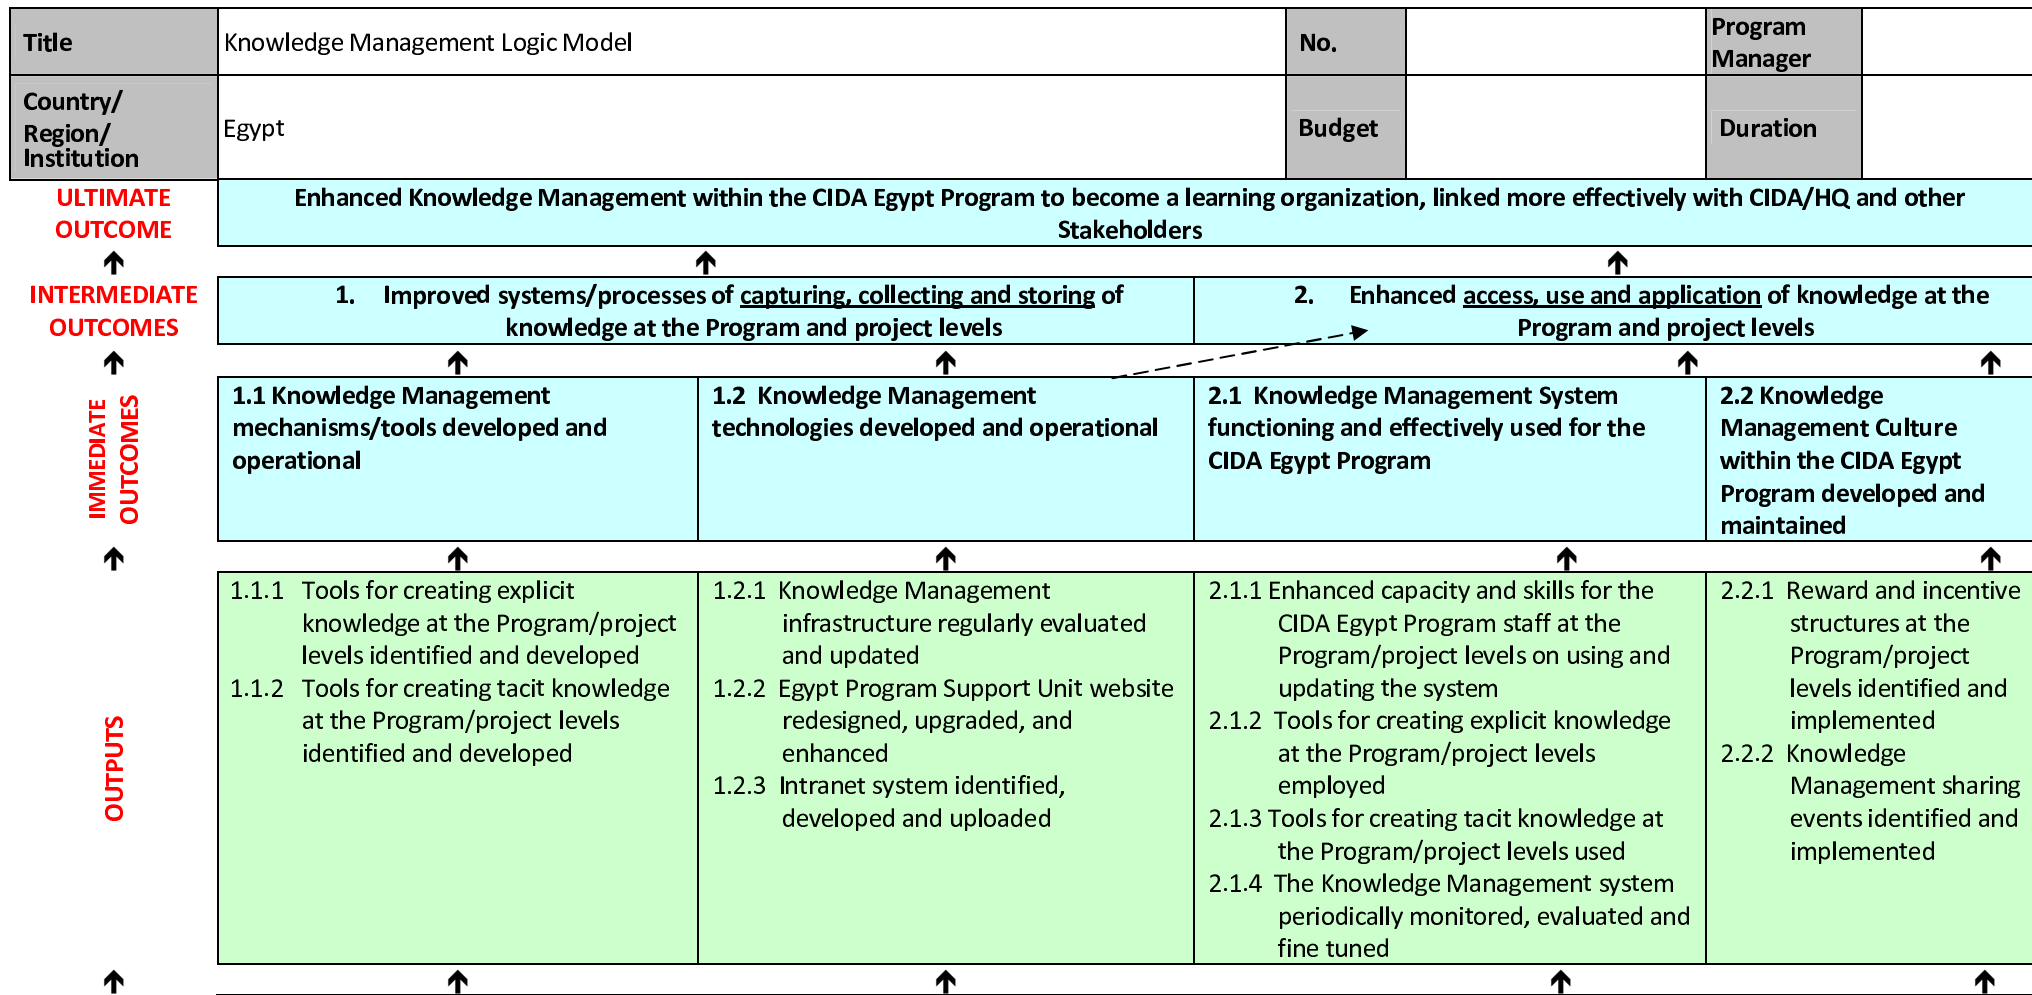 Title
Knowledge Management Logic Model
No.
Program
Manager
Country/
Region/
Institution
Egypt
Budget
Duration
ULTIMATE
OUTCOME
Enhanced Knowledge Management within the CIDA Egypt Program to become a learning organization, linked more effectively with CIDA/HQ and other
Stakeholders
INTERMEDIATE
OUTCOMES
1. Improved systems/processes of capturing, collecting and storing of
knowledge at the Program and project levels
2. Enhanced access, use and application of knowledge at the
Program and project levels
IMMEDIATE
OUTCOMES
1.1 Knowledge Management
mechanisms/tools developed and
operational
1.2 Knowledge Management
technologies developed and operational
2.1 Knowledge Management System
functioning and effectively used for the
CIDA Egypt Program
2.2 Knowledge
Management Culture
within the CIDA Egypt
Program developed and
maintained
OUTPUTS
1.1.1 Tools for creating explicit
knowledge at the Program/project
levels identified and developed
1.1.2 Tools for creating tacit knowledge
at the Program/project levels
identified and developed
1.2.1 Knowledge Management
infrastructure regularly evaluated
and updated
1.2.2 Egypt Program Support Unit website
redesigned, upgraded, and
enhanced
1.2.3 Intranet system identified,
developed and uploaded
2.1.1 Enhanced capacity and skills for the
CIDA Egypt Program staff at the
Program/project levels on using and
updating the system
2.1.2 Tools for creating explicit knowledge
at the Program/project levels
employed
2.1.3 Tools for creating tacit knowledge at
the Program/project levels used
2.1.4 The Knowledge Management system
periodically monitored, evaluated and
fine tuned
2.2.1 Reward and incentive
structures at the
Program/project
levels identified and
implemented
2.2.2 Knowledge
Management sharing
events identified and
implemented